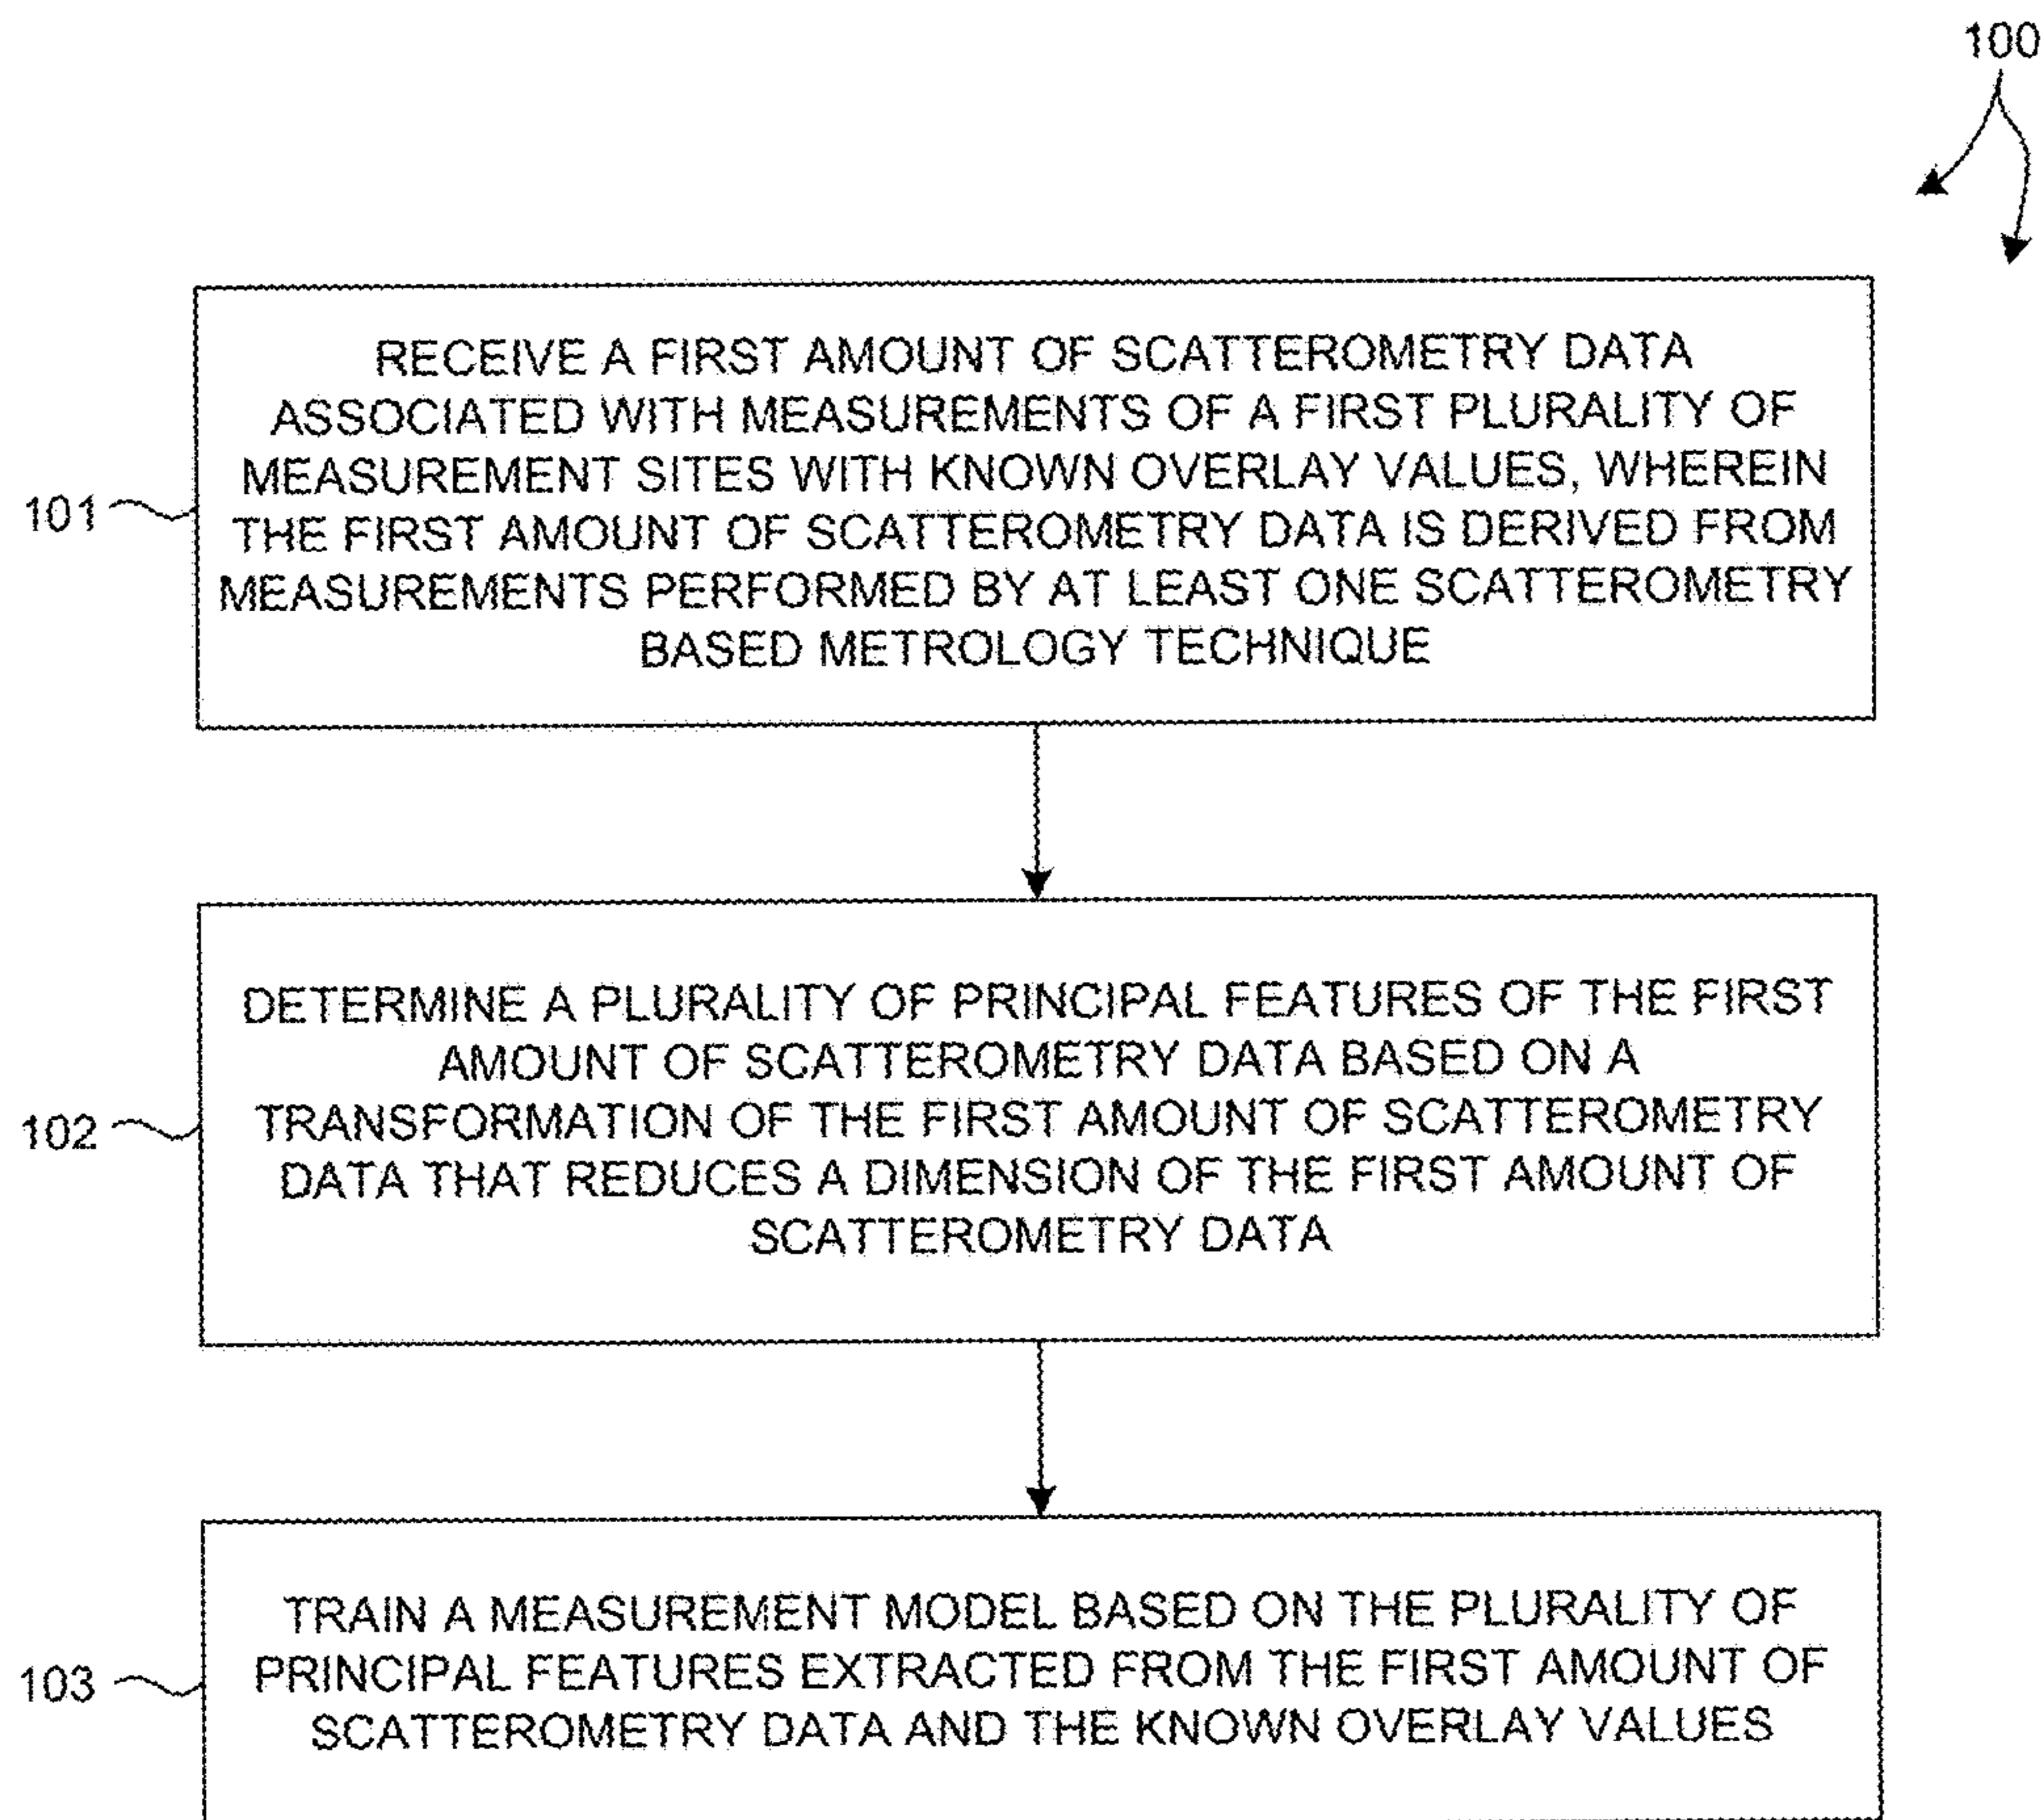 100
RECEIVE A FIRST AMOUNT OF SCATTEROMETRY DATA
ASSOCIATED WITH MEASUREMENTS OF A FIRST PLURALITY OF
MEASUREMENT SITES WITH KNOWN OVERLAY VALUES, WHEREIN
101
THE FIRST AMOUNT OF SCATTEROMETRY DATA IS DERIVED FROM
MEASUREMENTS PERFORMED BY AT LEAST ONE SCATTEROMETRY
BASED METROLOGY TECHNIQUE
DETERMINE A PLURALITY OF PRINCIPAL FEATURES OF THE FIRST
AMOUNT OF SCATTEROMETRY DATA BASED ON A
102
TRANSFORMATION OF THE FIRST AMOUNT OF SCATTEROMETRY
DATA THAT REDUCES A DIMENSION OF THE FIRST AMOUNT OF
SCATTEROMETRY DATA
TRAIN A MEASUREMENT MODEL BASED ON THE PLURALITY OF
103
PRINCIPAL FEATURES EXTRACTED FROM THE FIRST AMOUNT OF
SCATTEROMETRY DATA AND THE KNOWN OVERLAY VALUES